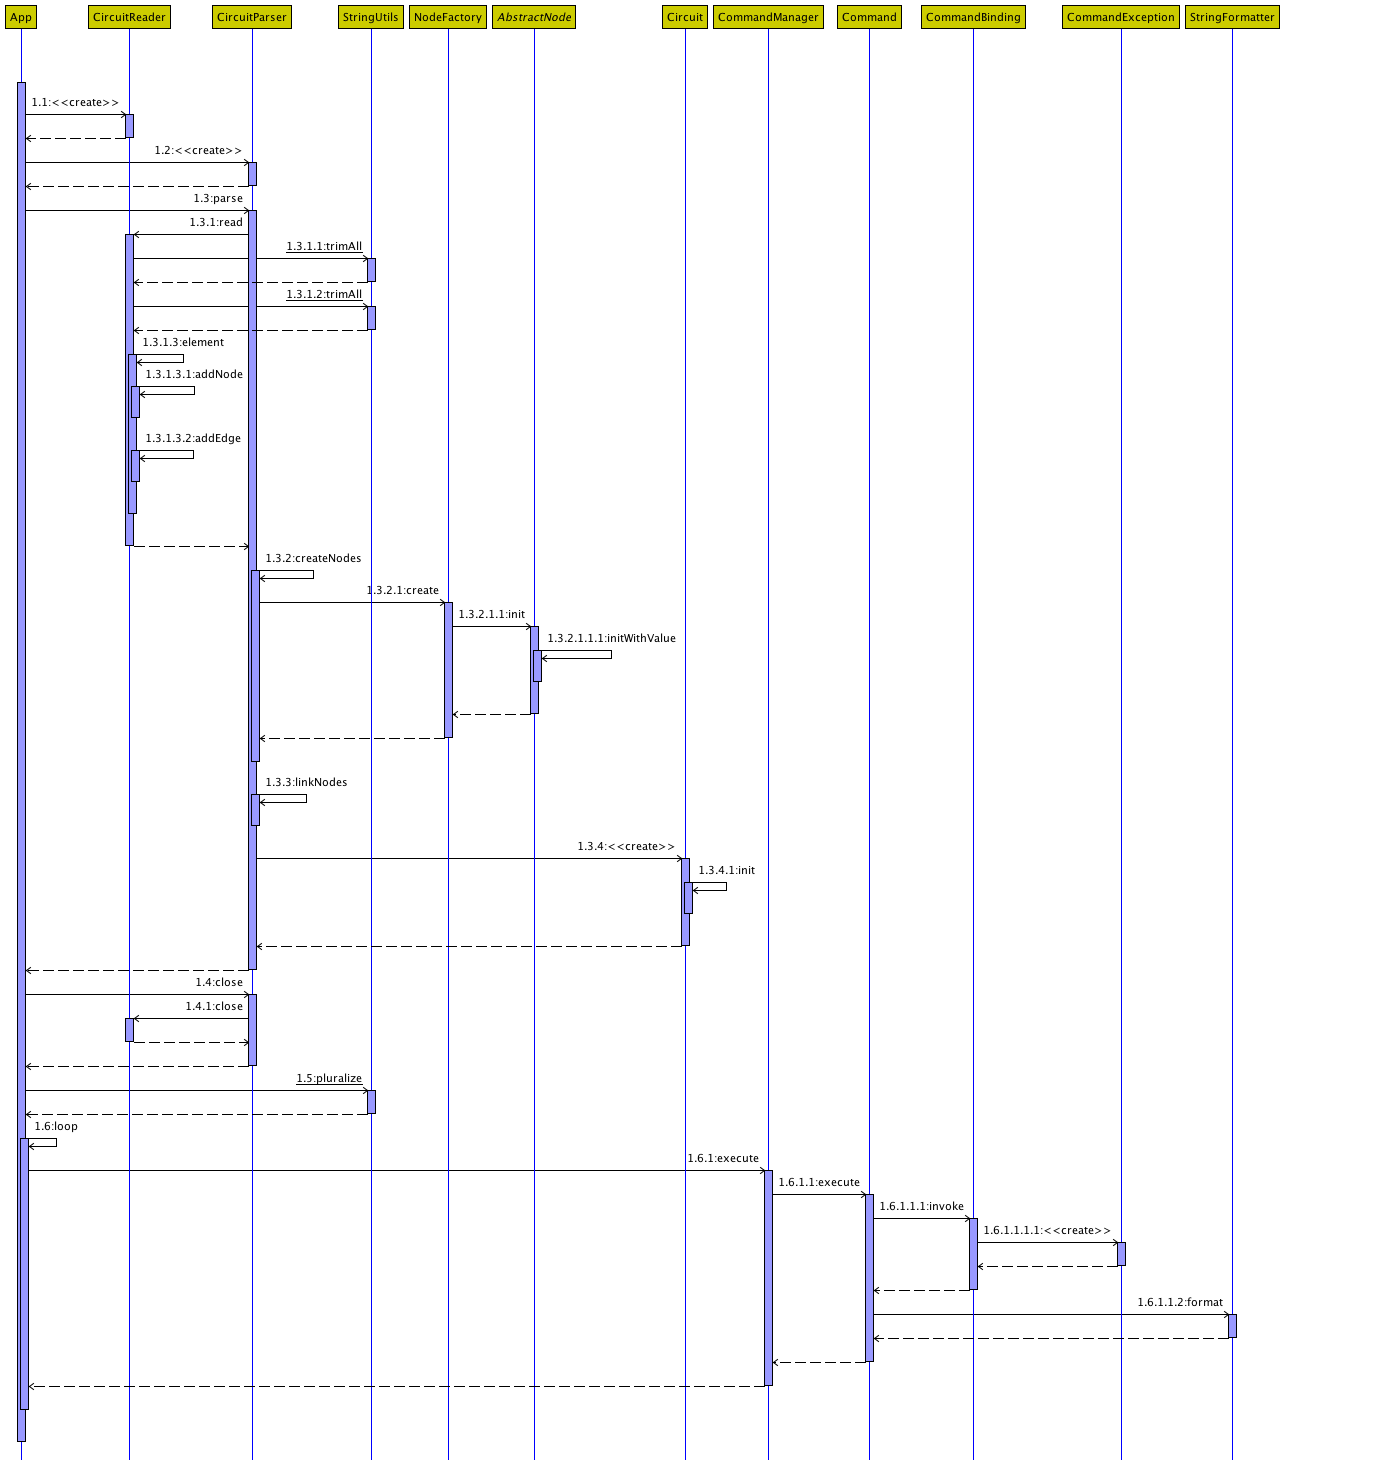 App CircuitReader CircuitParser StringUtils NodeFactory AbstractNode Circuit CommandManager Command CommandBinding CommandException StringFormatter
1.1:<<create>>
1.2:<<create>>
1.3:parse
1.3.1:read
1.3.1.1:trimAll
1.3.1.2:trimAll
1.3.1.3:element
1.3.1.3.1:addNode
1.3.1.3.2:addEdge
1.3.2:createNodes
1.3.2.1:create
1.3.2.1.1:init
1.3.2.1.1.1:initWithValue
1.3.3:linkNodes
1.3.4:<<create>>
1.3.4.1:init
1.4:close
1.4.1:close
1.5:pluralize
1.6:loop
1.6.1:execute
1.6.1.1:execute
1.6.1.1.1:invoke
1.6.1.1.1.1:<<create>>
1.6.1.1.2:format